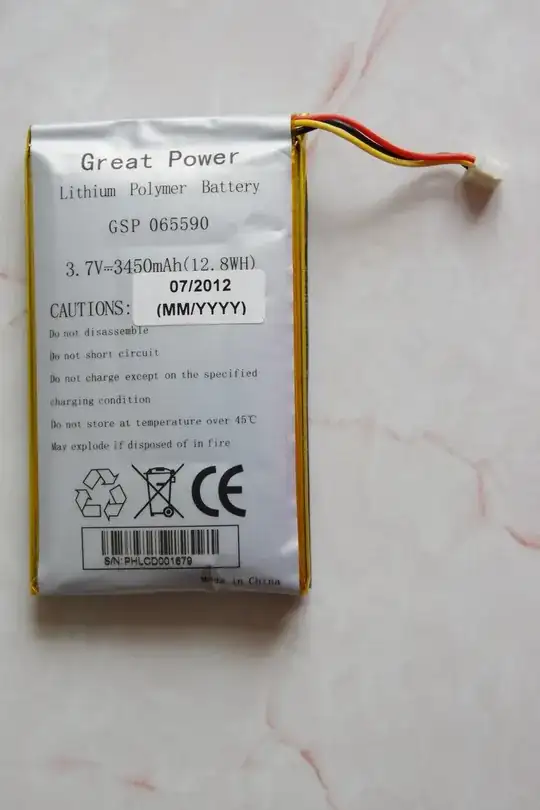 Great Power
Lithium Polymer Battery
GSP 065590
3.7V⎓3450mAh(12.8WH)
07/2012
CAUTIONS:
(MM/YYYY)
Do not disassemble
Do not short circuit
Do not charge except on the specified
charging condition
Do not store at temperature over 45℃
May explode if disposed of in fire
CE
S/N:PHLCD001679
Made in China